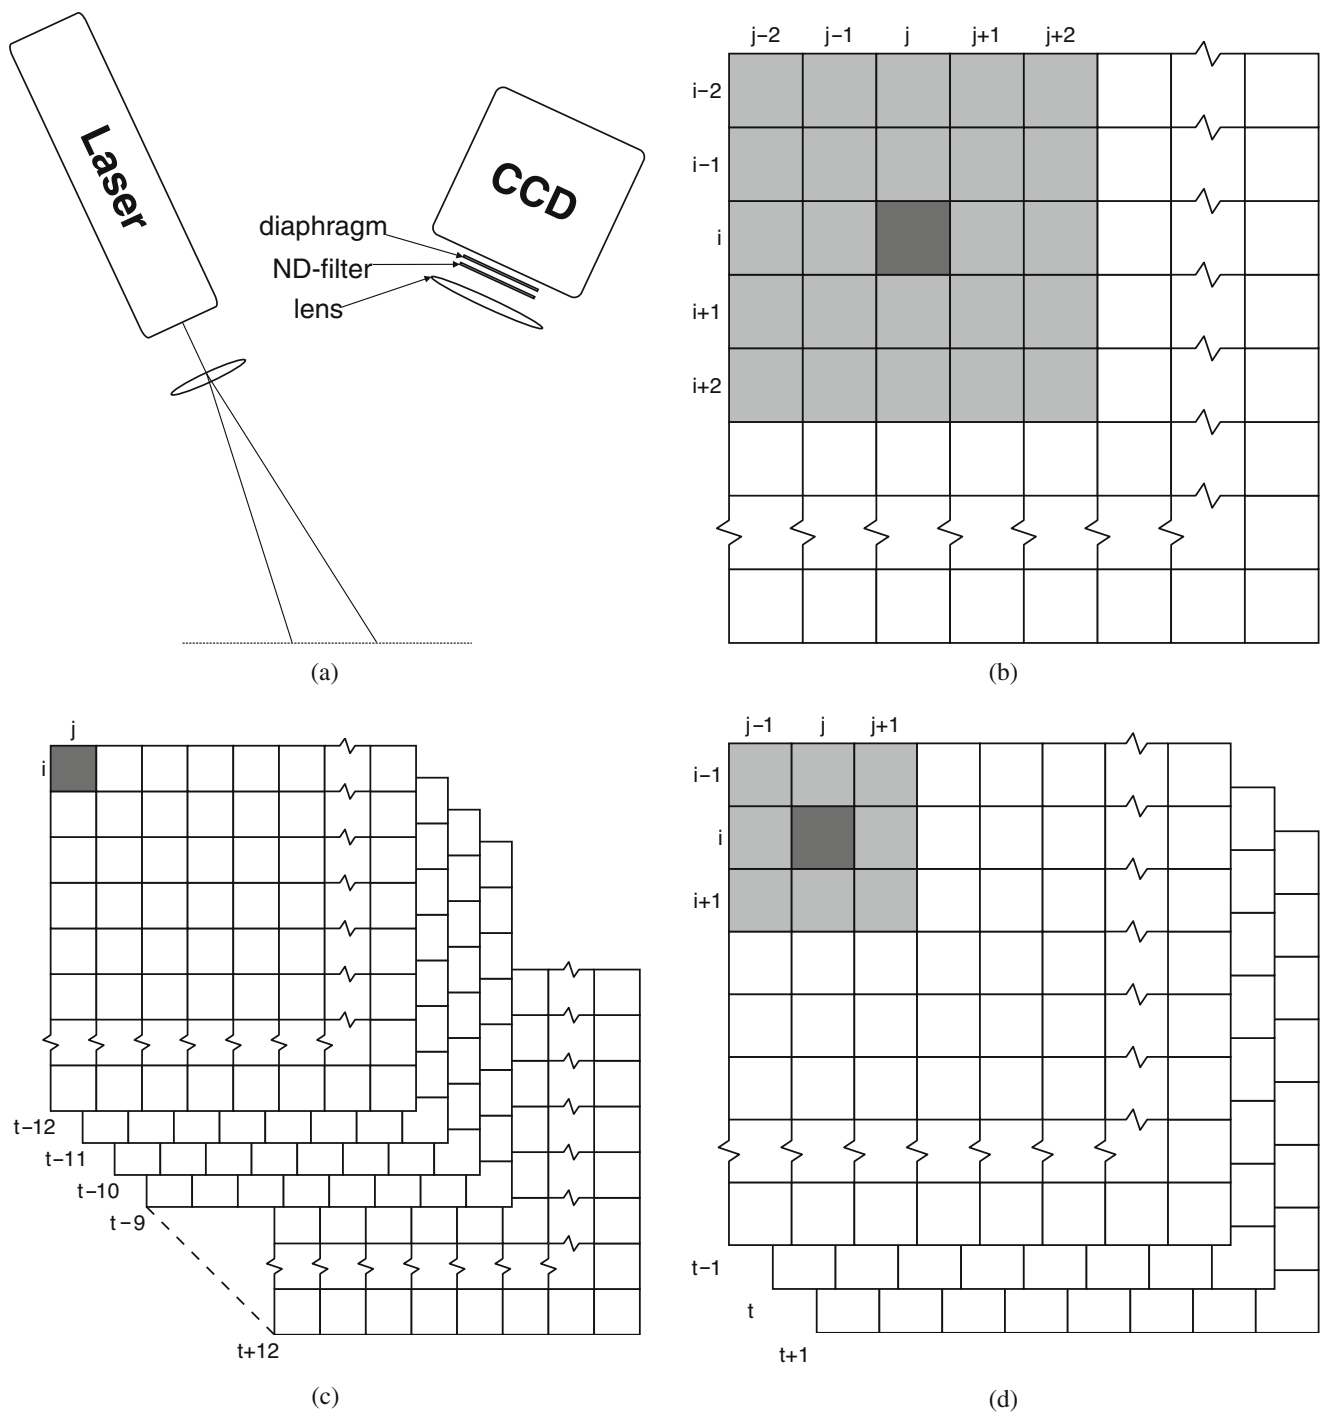 Laser
CCD
diaphragm
ND-filter
lens
(a)
j−2 j−1 j j+1 j+2
i−2
i−1
i
i+1
i+2
(b)
j
i
t−12
t−11
t−10
t−9
t+12
(c)
j−1 j j+1
i−1
i
i+1
t−1
t
t+1
(d)